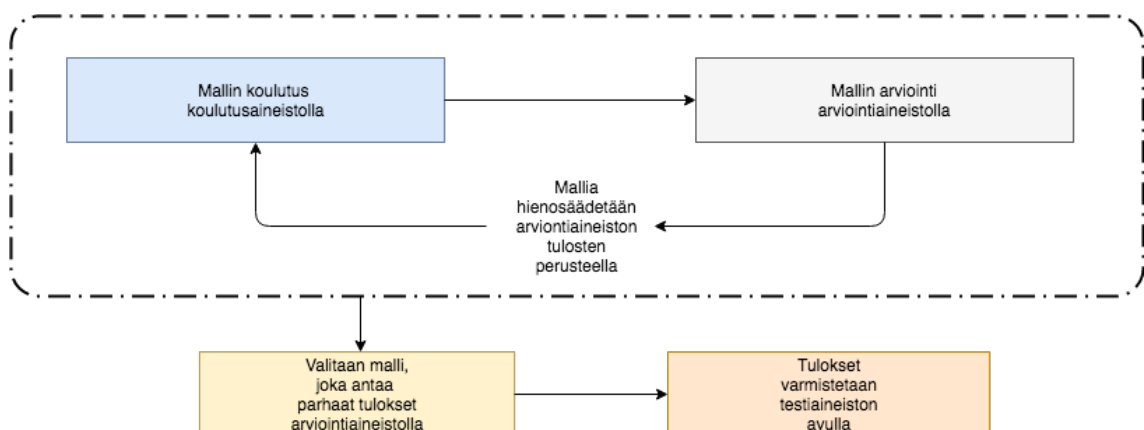 Mallin koulutus
koulutusaineistolla
Mallin arviointi
arviointiaineistolla
Mallia
hienosäädetään
arviontiaineiston
tulosten
perusteella
Valitaan malli,
joka antaa
parhaat tulokset
arviointiaineistolla
Tulokset
varmistetaan
testiaineiston
avulla